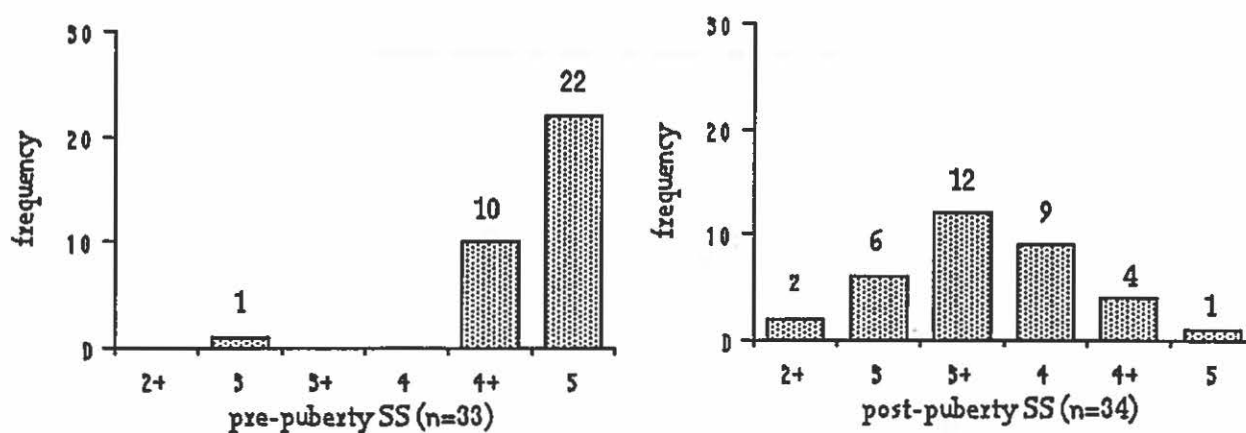 30
20
10
0
frequency
1
10
22
2+ 3 3+ 4 4+ 5
pre-puberty SS (n=33)
30
20
10
0
frequency
2
6
12
9
4
1
2+ 3 3+ 4 4+ 5
post-puberty SS (n=34)